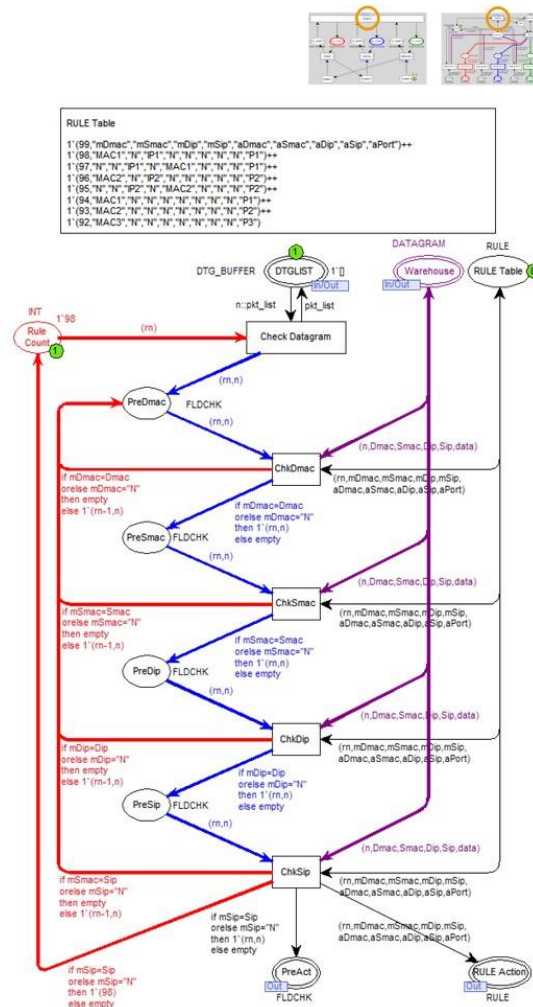 RULE Table
1`(99,"mDmac","mSmac","mDip","mSip","aDmac","aSmac","aDip","aSip","aPort")++
1`(98,"MAC1","N","IP1","N","N","N","N","N","P1")++
1`(97,"N","N","IP1","N","MAC1","N","N","N","P1")++
1`(96,"MAC2","N","IP2","N","N","N","N","N","P2")++
1`(95,"N","N","IP2","N","MAC2","N","N","N","P2")++
1`(94,"MAC1","N","N","N","N","N","N","N","P1")++
1`(93,"MAC2","N","N","N","N","N","N","N","P2")++
1`(92,"MAC3","N","N","N","N","N","N","N","P3")
DATAGRAM
RULE
1
DTG_BUFFER
DTGLIST
1`[]
In/Out
Warehouse
In/Out
RULE Table
INT
1`98
n::pkt_list
pkt_list
Rule
Count
1
(rn)
Check Datagram
(rn,n)
PreDmac
FLDCHK
(rn,n)
ChkDmac
(n,Dmac,Smac,Dip,Sip,data)
(rn,mDmac,mSmac,mDip,mSip,
aDmac,aSmac,aDip,aSip,aPort)
if mDmac=Dmac
orelse mDmac="N"
then empty
else 1`(rn-1,n)
if mDmac=Dmac
orelse mDmac="N"
then 1`(rn,n)
else empty
PreSmac
FLDCHK
(rn,n)
ChkSmac
(n,Dmac,Smac,Dip,Sip,data)
(rn,mDmac,mSmac,mDip,mSip,
aDmac,aSmac,aDip,aSip,aPort)
if mSmac=Smac
orelse mSmac="N"
then empty
else 1`(rn-1,n)
if mSmac=Smac
orelse mSmac="N"
then 1`(rn,n)
else empty
PreDip
FLDCHK
(rn,n)
ChkDip
(n,Dmac,Smac,Dip,Sip,data)
(rn,mDmac,mSmac,mDip,mSip,
aDmac,aSmac,aDip,aSip,aPort)
if mDip=Dip
orelse mDip="N"
then empty
else 1`(rn-1,n)
if mDip=Dip
orelse mDip="N"
then 1`(rn,n)
else empty
PreSip
FLDCHK
(rn,n)
ChkSip
(n,Dmac,Smac,Dip,Sip,data)
(rn,mDmac,mSmac,mDip,mSip,
aDmac,aSmac,aDip,aSip,aPort)
if mSmac=Sip
orelse mSip="N"
then empty
else 1`(rn-1,n)
if mSip=Sip
orelse mSip="N"
then 1`(rn,n)
else empty
(rn,mDmac,mSmac,mDip,mSip,
aDmac,aSmac,aDip,aSip,aPort)
if mSip=Sip
orelse mSip="N"
then 1`(98)
else empty
PreAct
Out
FLDCHK
RULE Action
Out
RULE